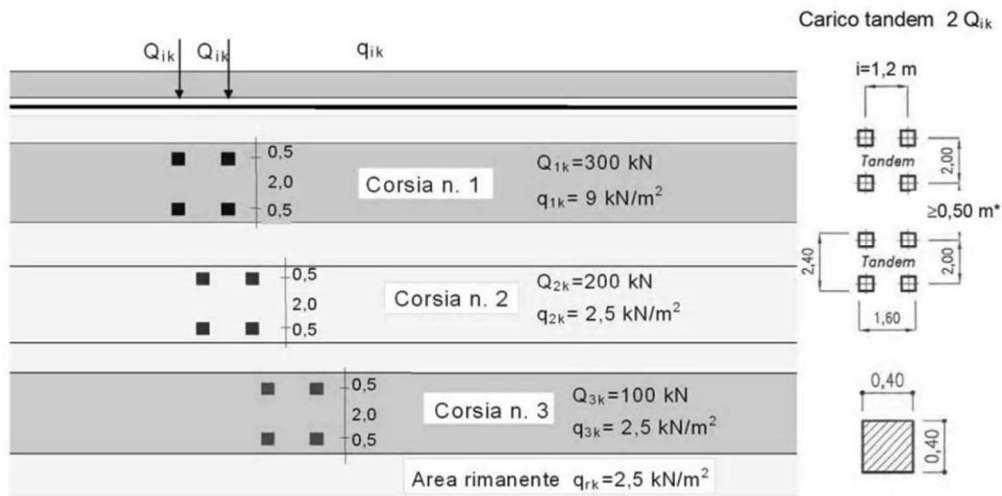 Carico tandem 2 Qik
Qik Qik qik
i=1,2 m
0,5
2,0
0,5
Corsia n. 1
Q1k=300 kN
q1k= 9 kN/m²
Tandem
2,00
≥0,50 m*
0,5
2,0
0,5
Corsia n. 2
Q2k=200 kN
q2k= 2,5 kN/m²
2,40
Tandem
2,00
1,60
0,5
2,0
0,5
Corsia n. 3
Q3k=100 kN
q3k= 2,5 kN/m²
0,40
0,40
Area rimanente qrk=2,5 kN/m²